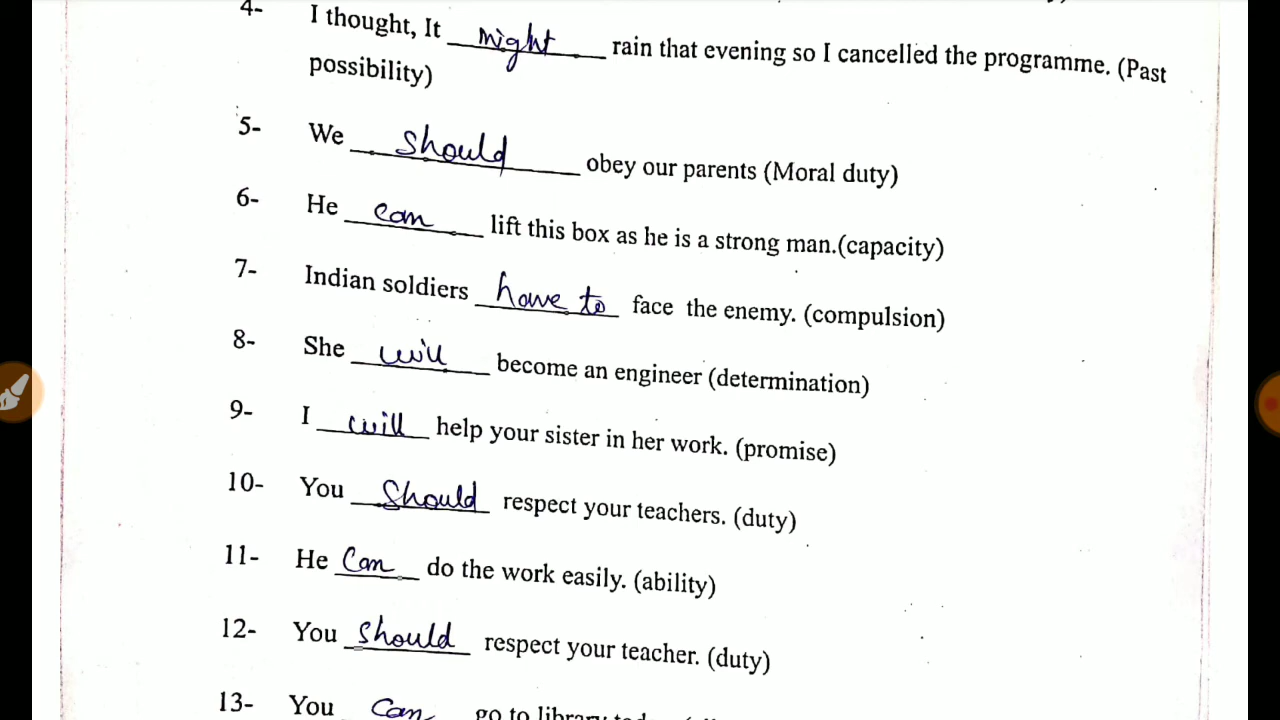 4- I thought, It might rain that evening so I cancelled the programme. (Past
possibility)
5- We should obey our parents (Moral duty)
6- He can lift this box as he is a strong man.(capacity)
7- Indian soldiers have to face the enemy. (compulsion)
8- She will become an engineer (determination)
9- I will help your sister in her work. (promise)
10- You Should respect your teachers. (duty)
11- He Can do the work easily. (ability)
12- You should respect your teacher. (duty)
13- You Can go to library